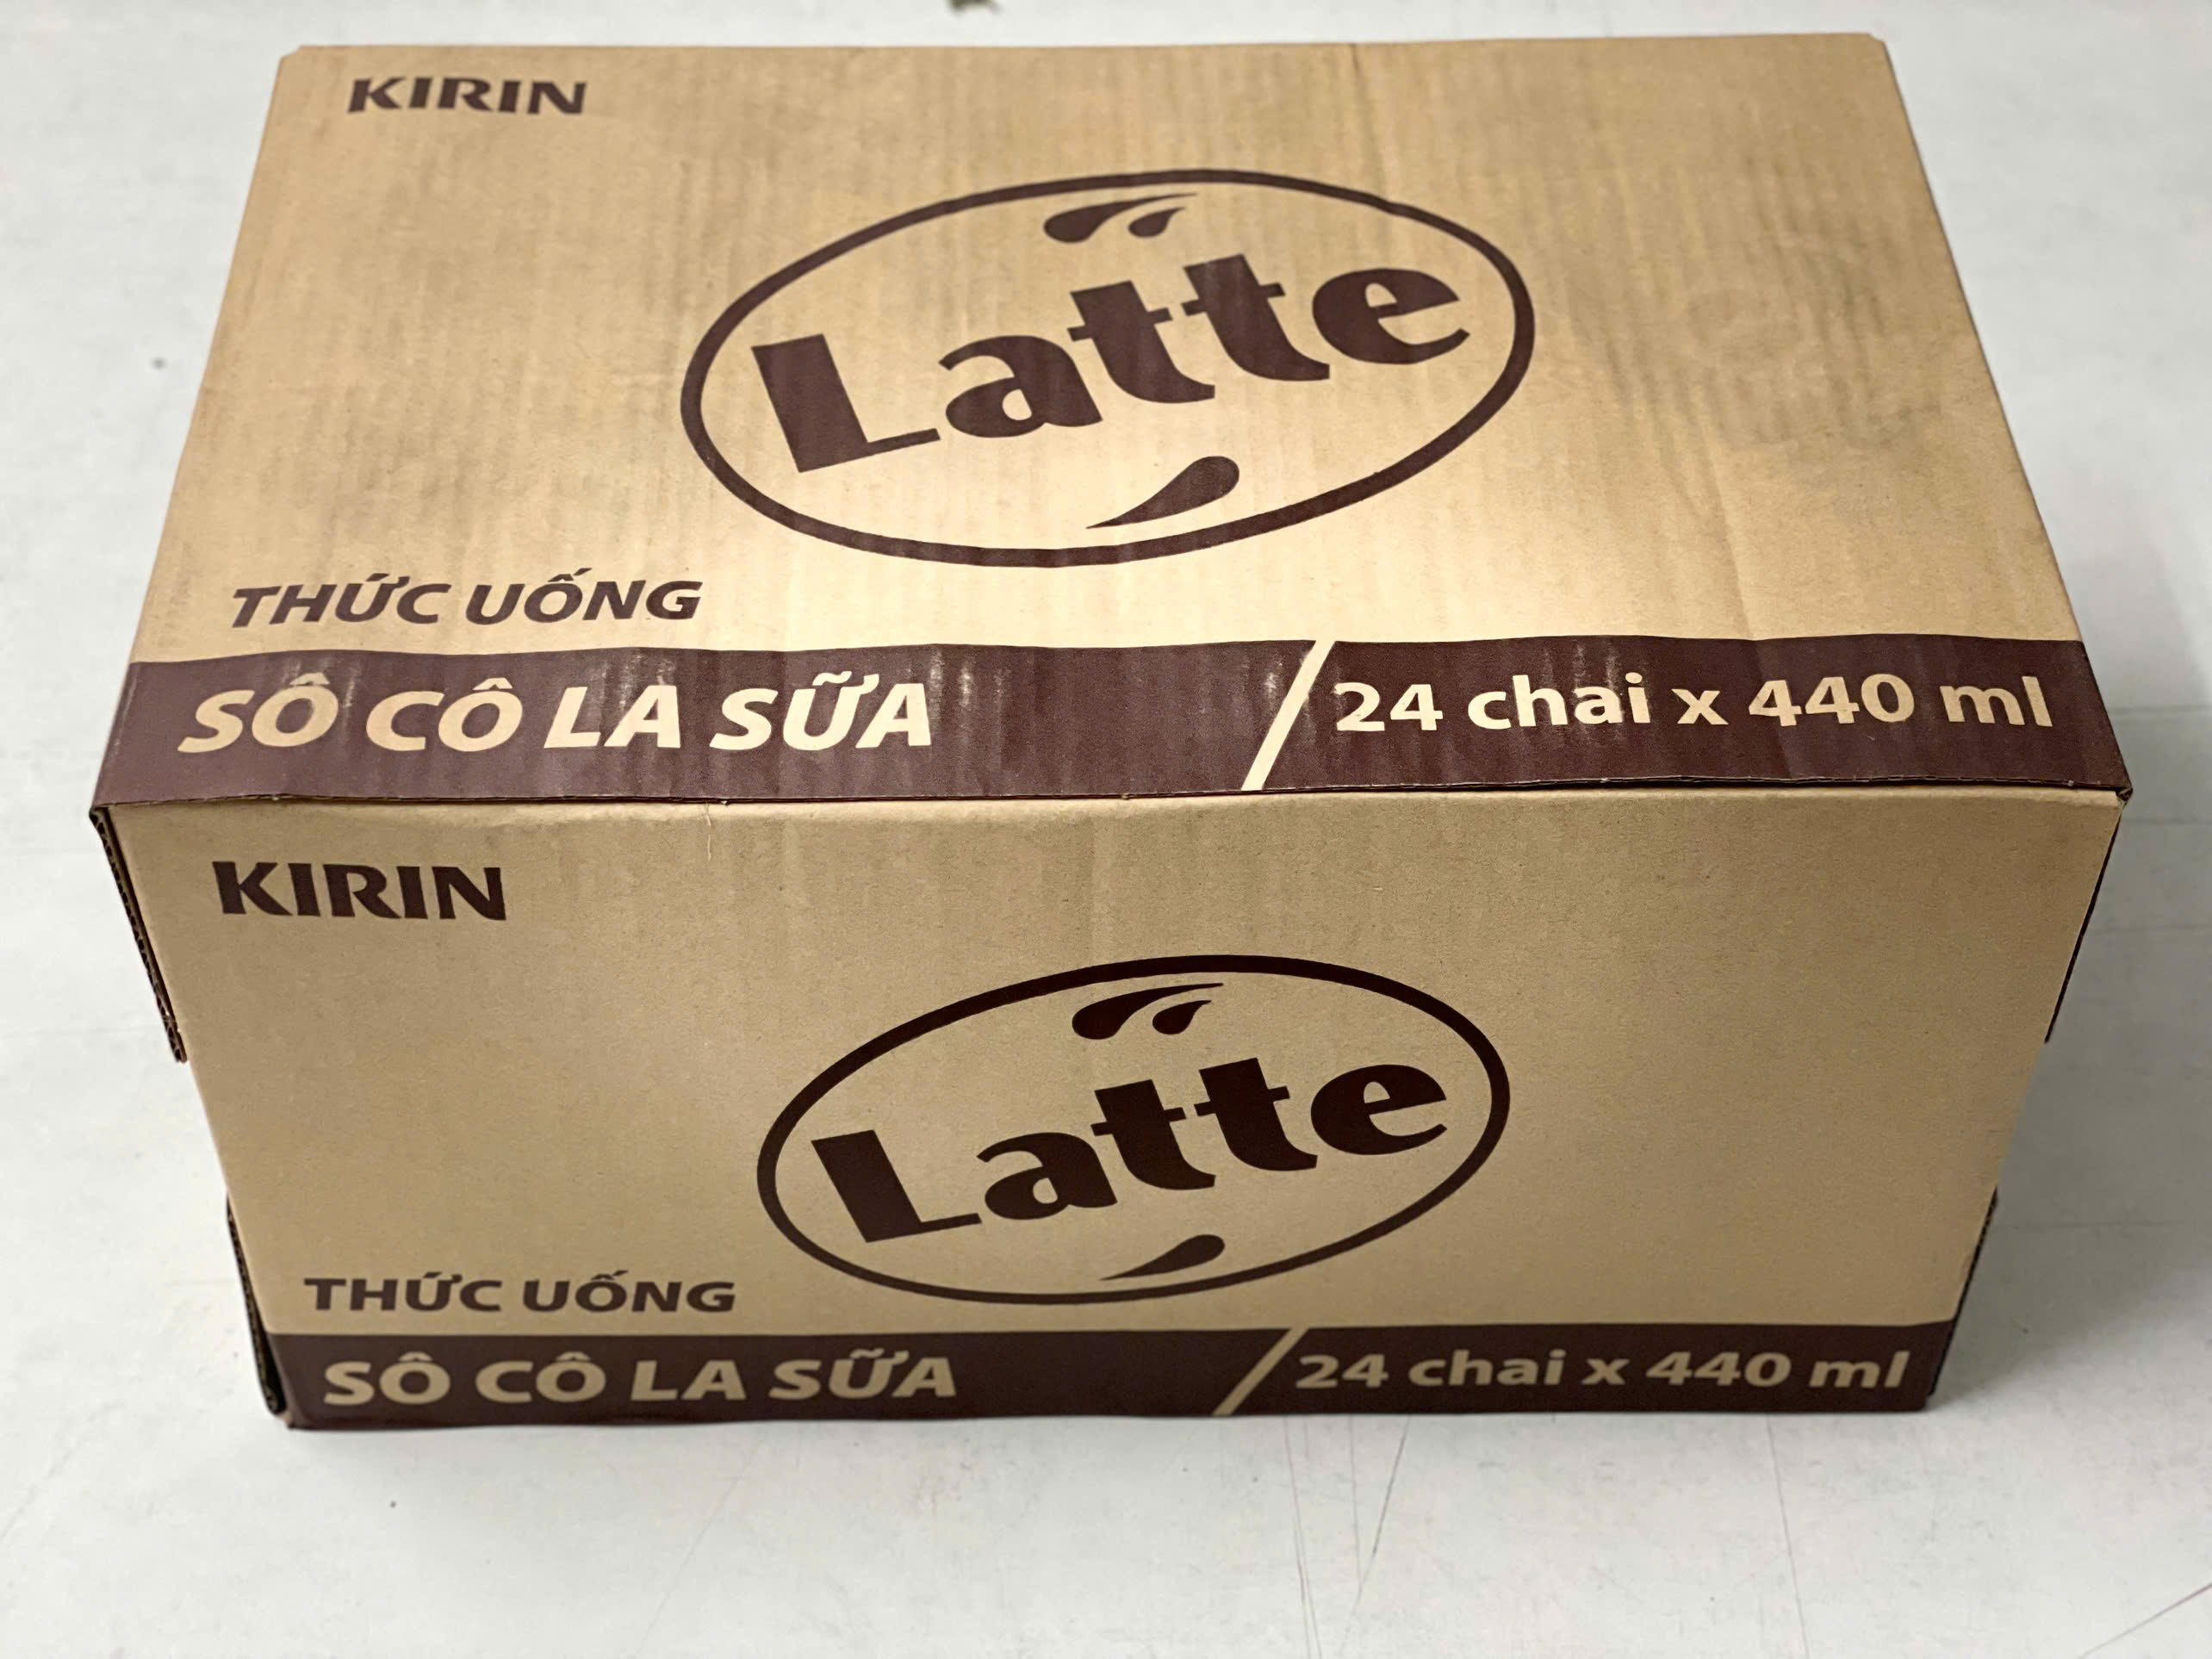 KIRIN
Latte
THỨC UỐNG
SÔ CÔ LA SỮA
24 chai x 440 ml
KIRIN
Latte
THỨC UỐNG
SÔ CÔ LA SỮA
24 chai x 440 ml